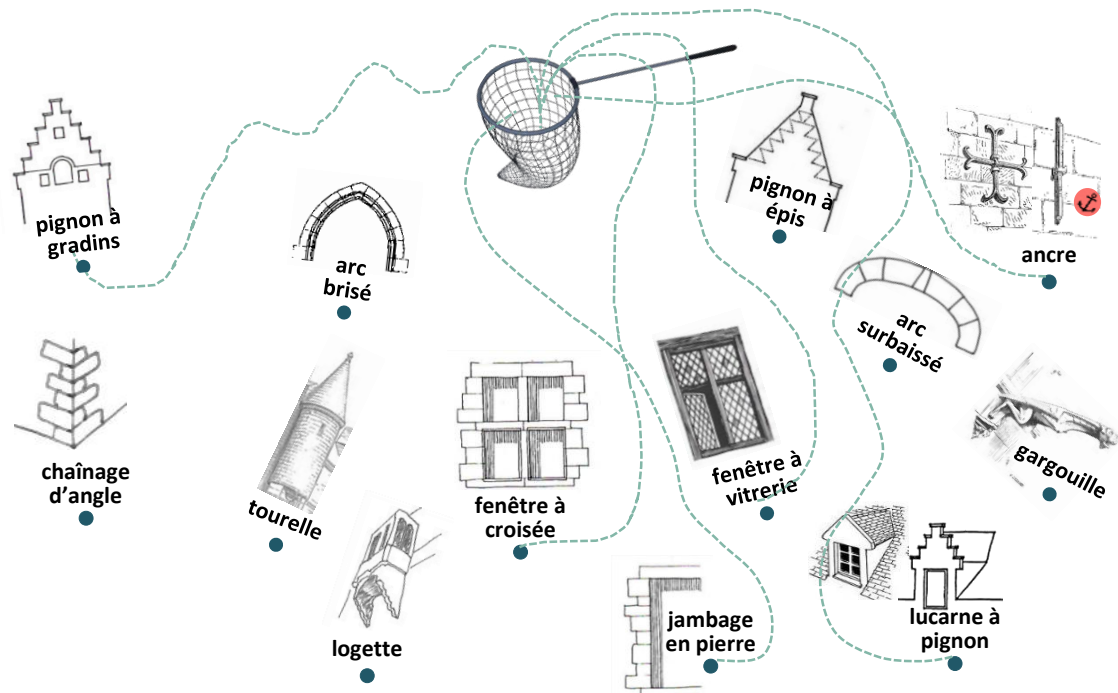 pignon à
gradins
arc
brisé
pignon à
épis
ancre
arc
surbaissé
chaînage
d'angle
tourelle
fenêtre à
croisée
fenêtre à
vitrerie
gargouille
logette
jambage
en pierre
lucarne à
pignon